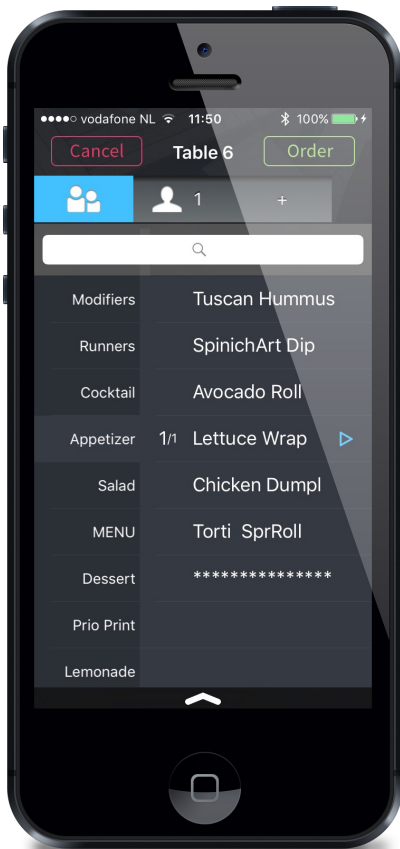 vodafone NL 11:50 100%
Cancel Table 6 Order
1 +
Modifiers Tuscan Hummus
Runners SpinichArt Dip
Cocktail Avocado Roll
Appetizer 1/1 Lettuce Wrap
Salad Chicken Dumpl
MENU Torti SprRoll
Dessert ***************
Prio Print
Lemonade